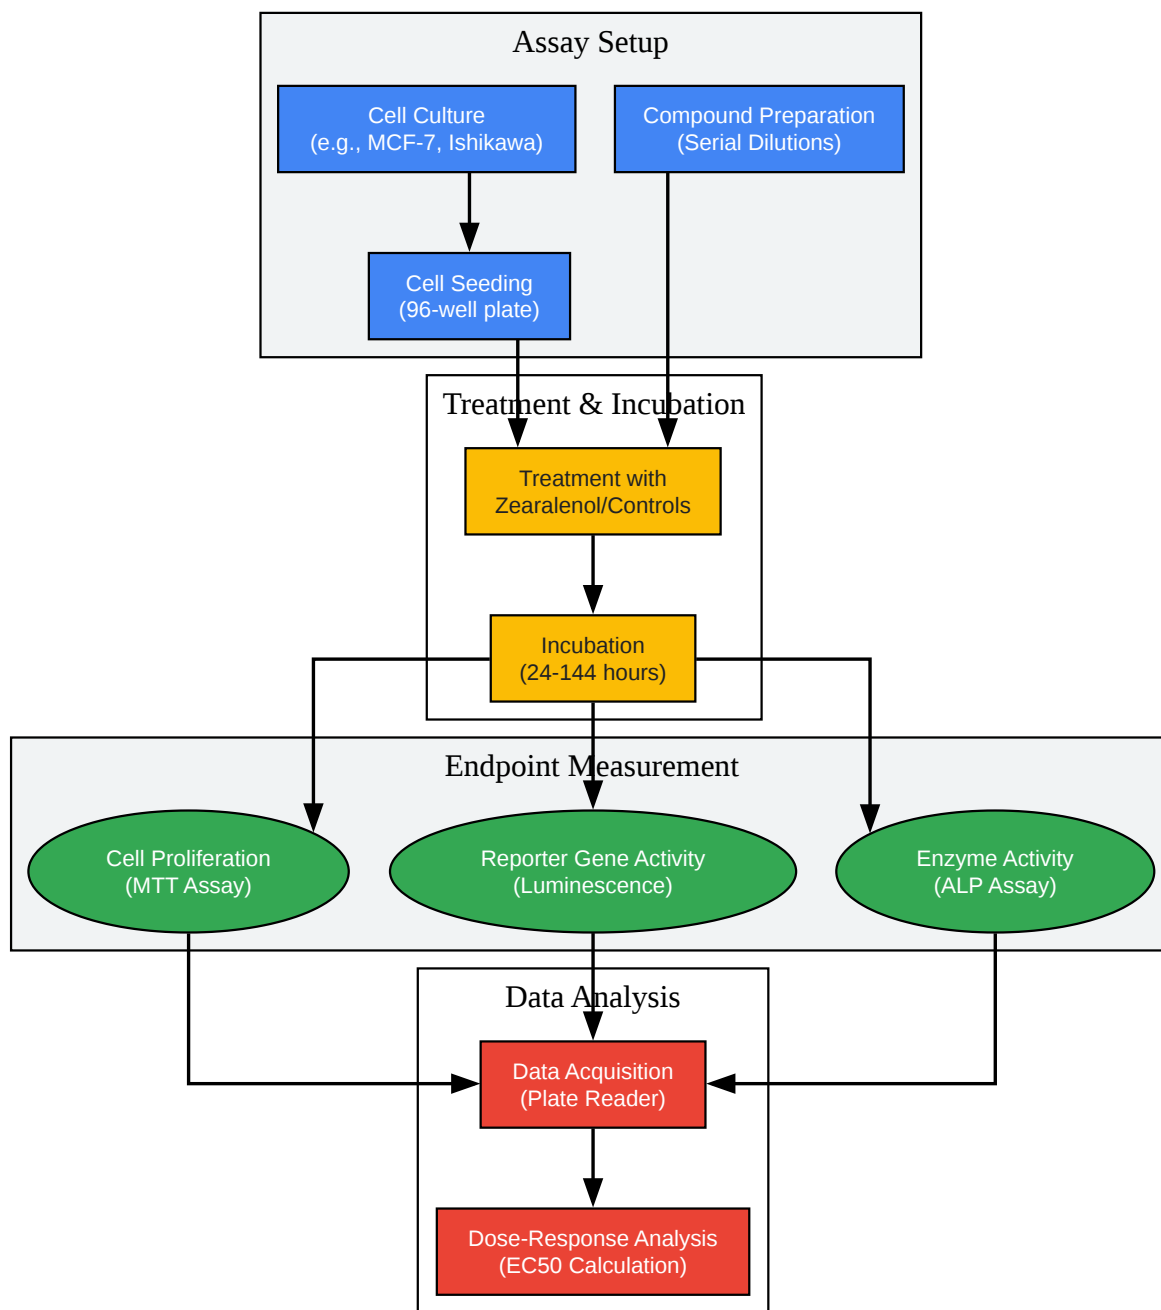 Assay Setup
Cell Culture
(e.g., MCF-7, Ishikawa)
Compound Preparation
(Serial Dilutions)
Cell Seeding
(96-well plate)
Treatment & Incubation
Treatment with
Zearalenol/Controls
Incubation
(24-144 hours)
Endpoint Measurement
Cell Proliferation
(MTT Assay)
Reporter Gene Activity
(Luminescence)
Enzyme Activity
(ALP Assay)
Data Analysis
Data Acquisition
(Plate Reader)
Dose-Response Analysis
(EC50 Calculation)